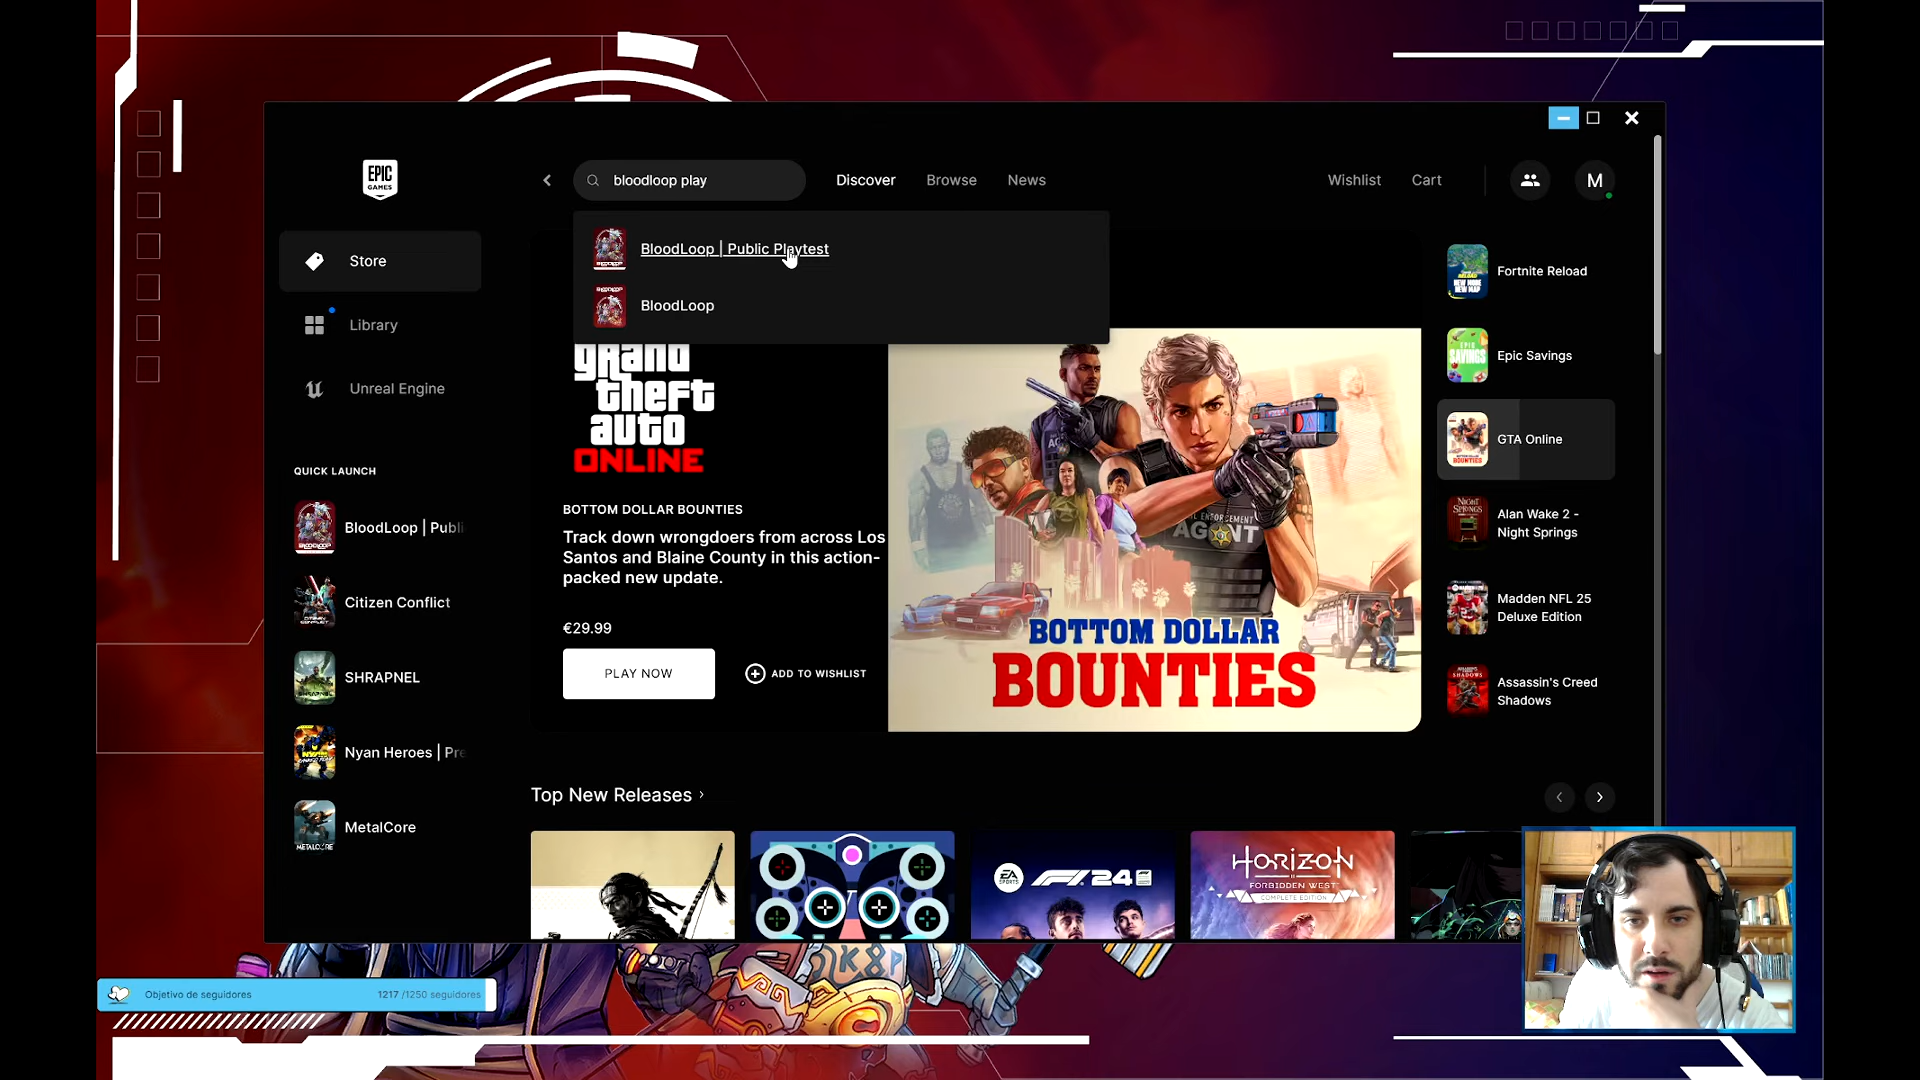 EPIC
GAMES
bloodloop play
Discover
Browse
News
Wishlist
Cart
M
BloodLoop | Public Playtest
BloodLoop
Store
Library
Unreal Engine
QUICK LAUNCH
BloodLoop | Publi
Citizen Conflict
SHRAPNEL
Nyan Heroes | Pre
MetalCore
grand
theft
auto
ONLINE
BOTTOM DOLLAR BOUNTIES
Track down wrongdoers from across Los
Santos and Blaine County in this action-
packed new update.
€29.99
PLAY NOW
ADD TO WISHLIST
AGENT
BOTTOM DOLLAR
BOUNTIES
Fortnite Reload
Epic Savings
GTA Online
Alan Wake 2 -
Night Springs
Madden NFL 25
Deluxe Edition
Assassin's Creed
Shadows
Top New Releases
EA
SPORTS
F1 24
HORIZON
FORBIDDEN WEST
COMPLETE EDITION
Objetivo de seguidores
1217 /1250 seguidores